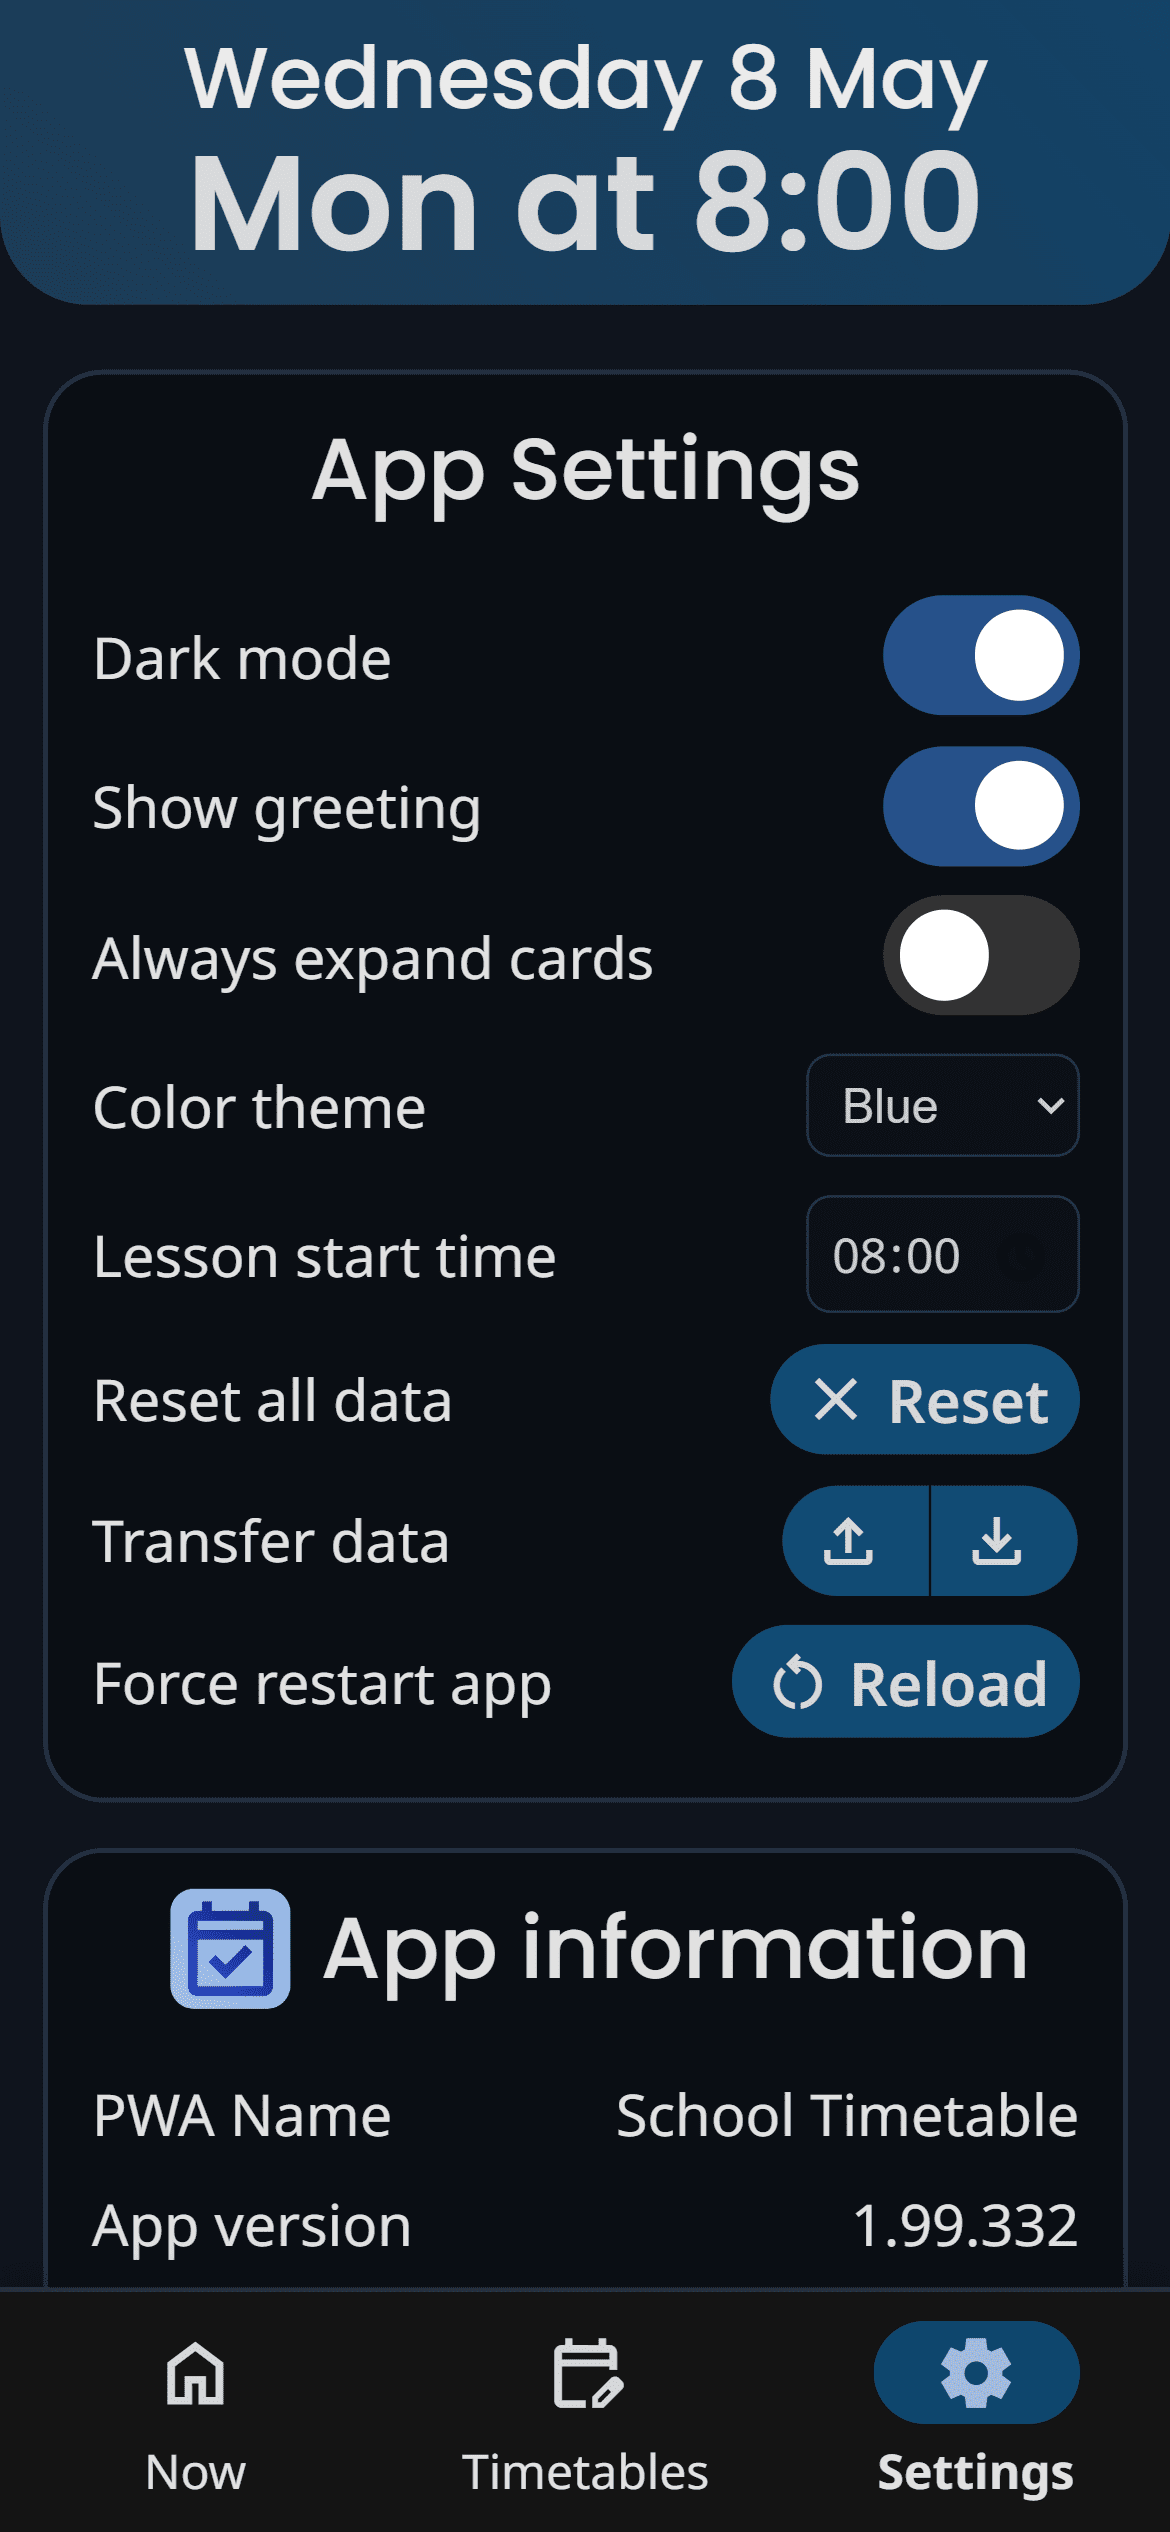 Wednesday 8 May
Mon at 8:00
App Settings
Dark mode
Show greeting
Always expand cards
Color theme Blue
Lesson start time 08:00
Reset all data Reset
Transfer data
Force restart app Reload
App information
PWA Name School Timetable
App version 1.99.332
Now Timetables Settings